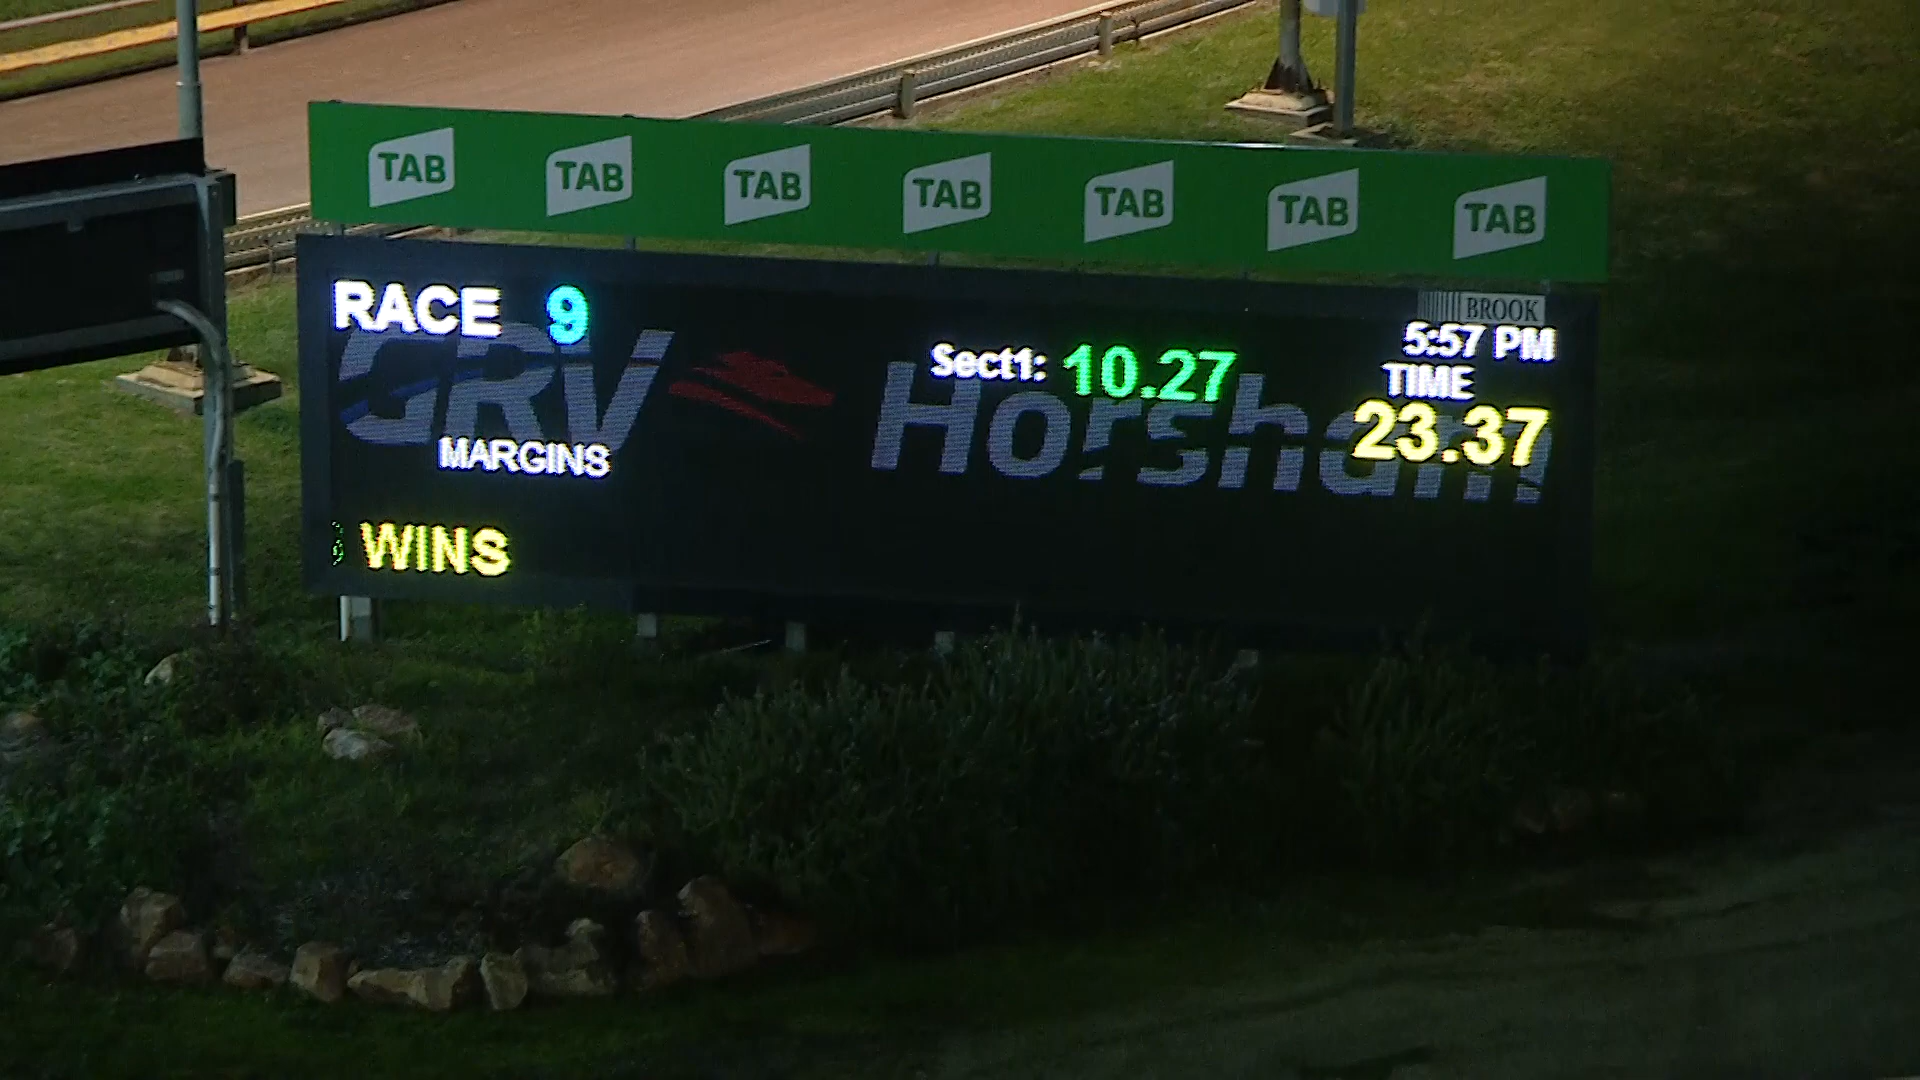 TAB TAB TAB TAB TAB TAB TAB
BROOK
RACE 9
5:57 PM
Sect1: 10.27
TIME
23.37
GRV Horsham
MARGINS
WINS